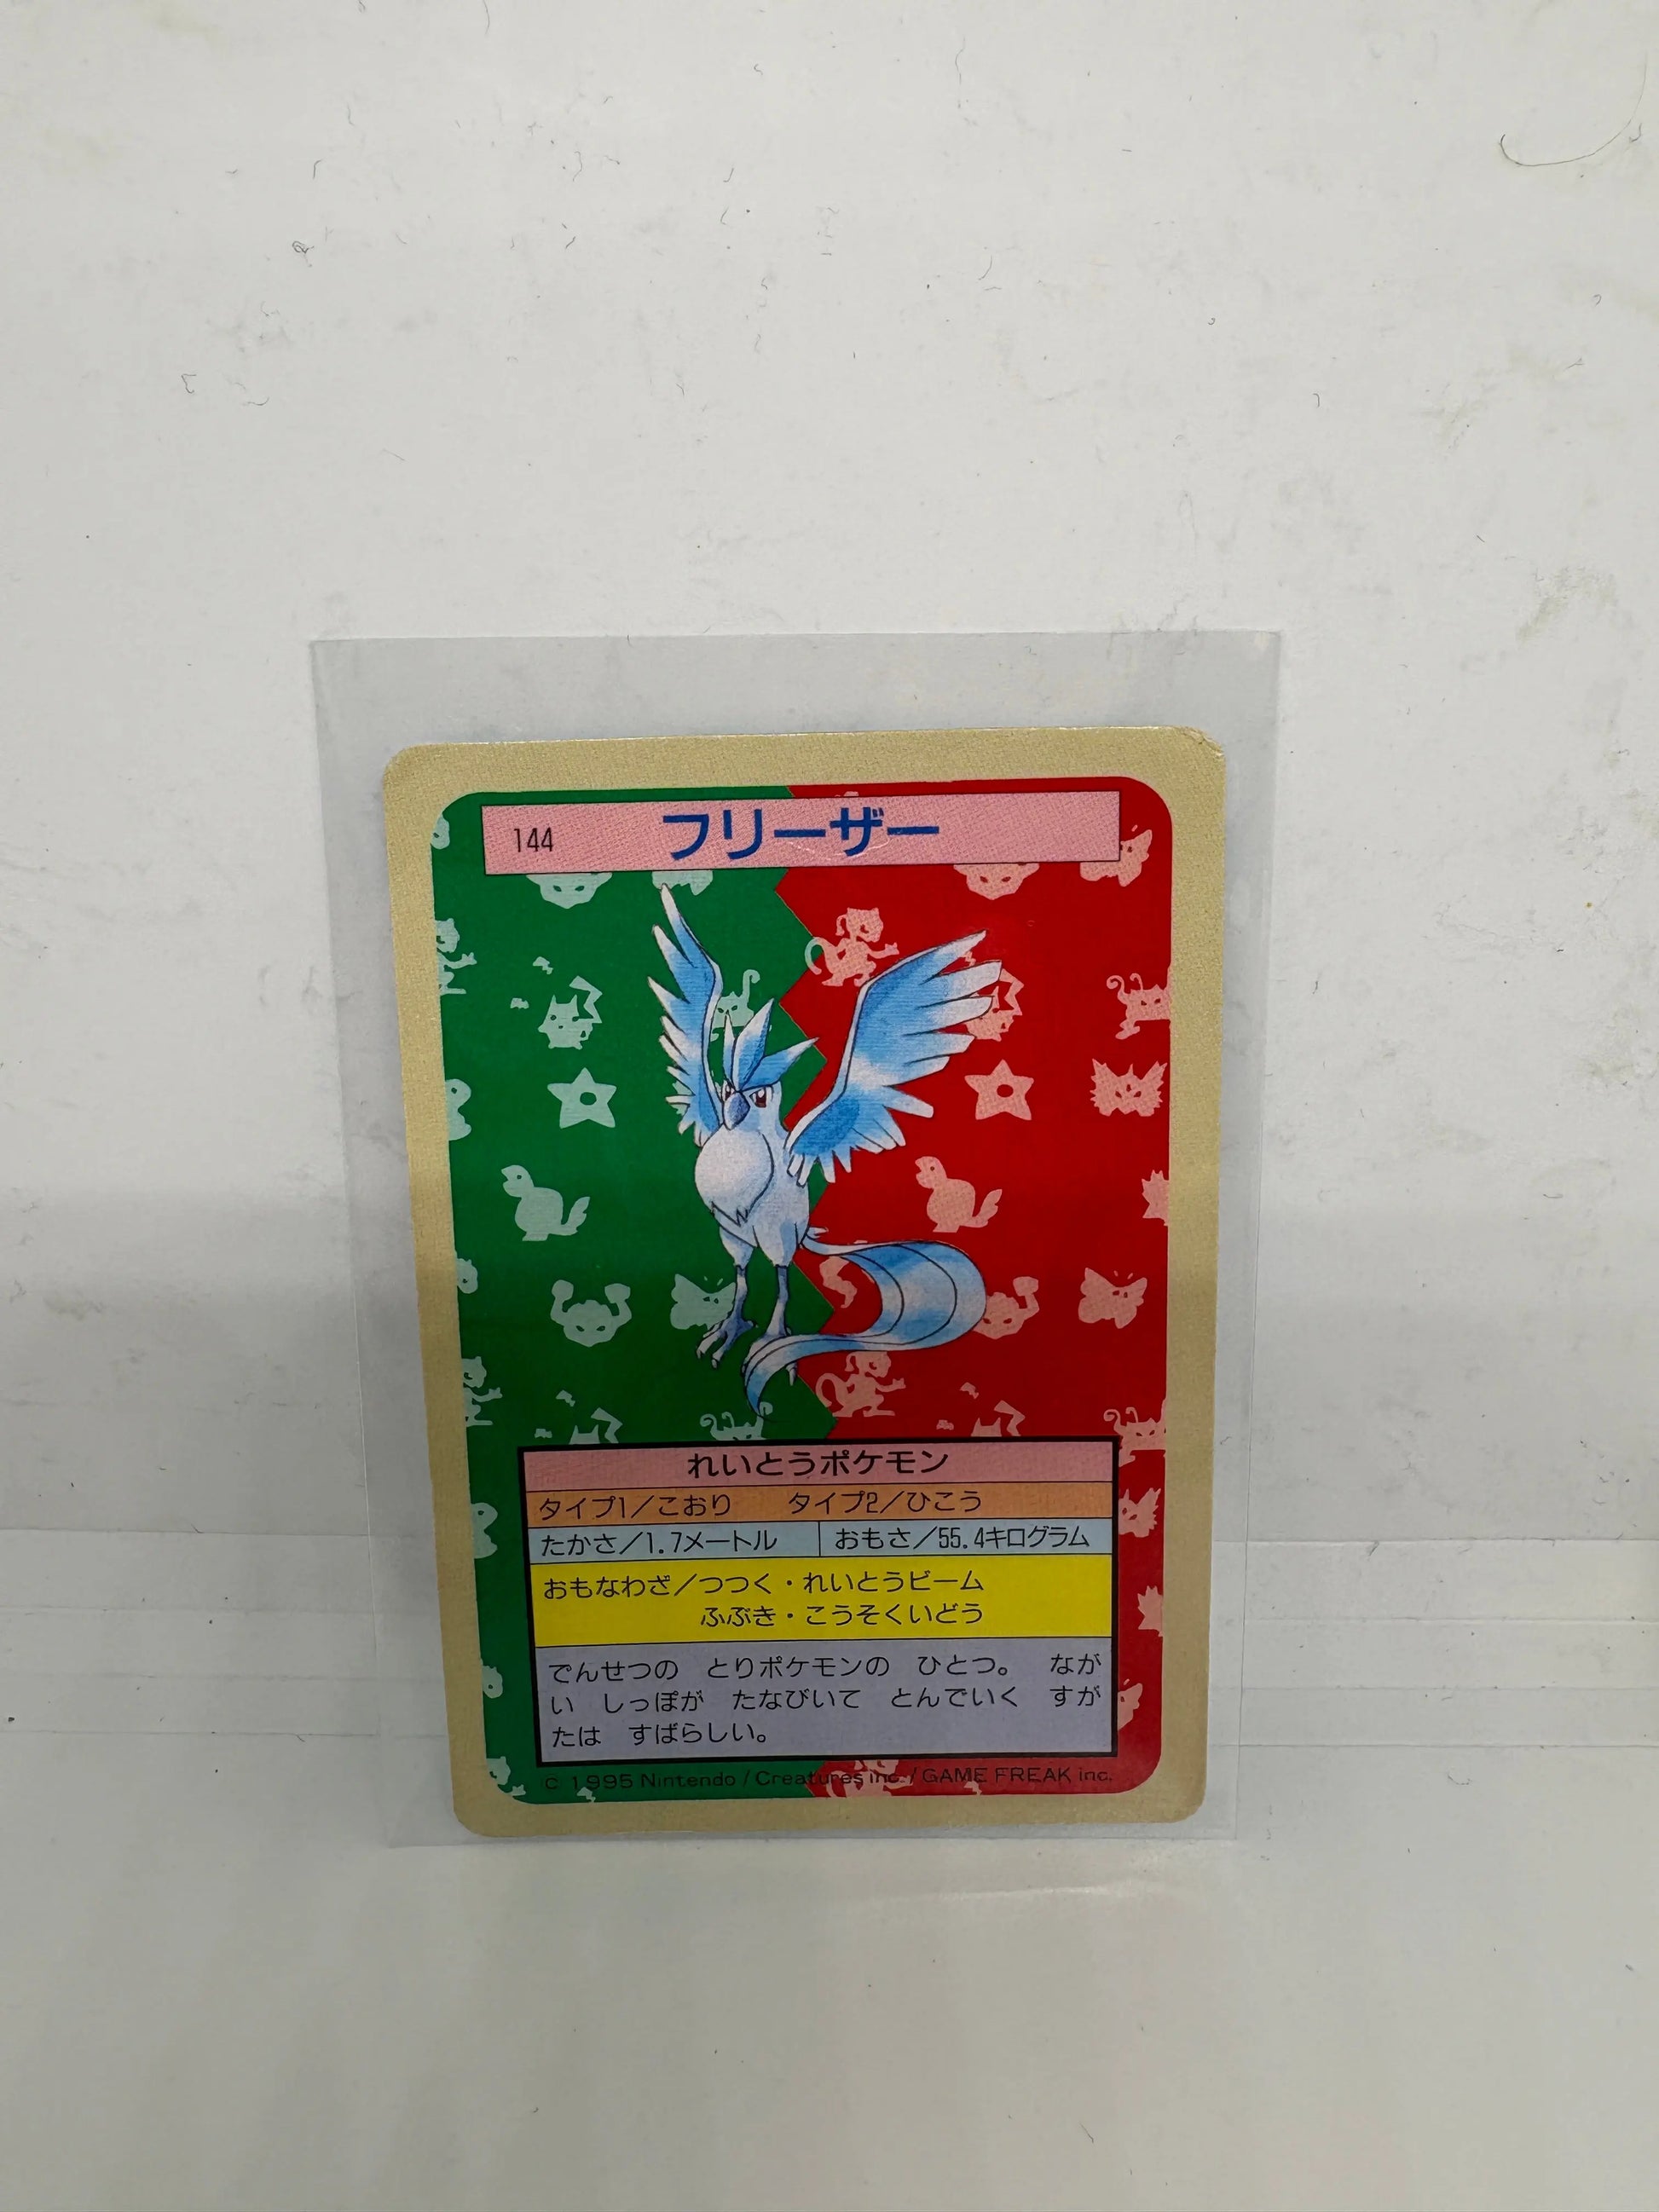 144 フリーザー
れいとうポケモン
タイプ1/こおり タイプ2/ひこう
たかさ/1.7メートル おもさ/55.4キログラム
おもなわざ/つつく・れいとうビーム
ふぶき・こうそくいどう
でんせつの とりポケモンの ひとつ。 なが
い しっぽが たなびいて とんでいく すが
たは すばらしい。
© 1995 Nintendo/Creatures inc./GAME FREAK inc.